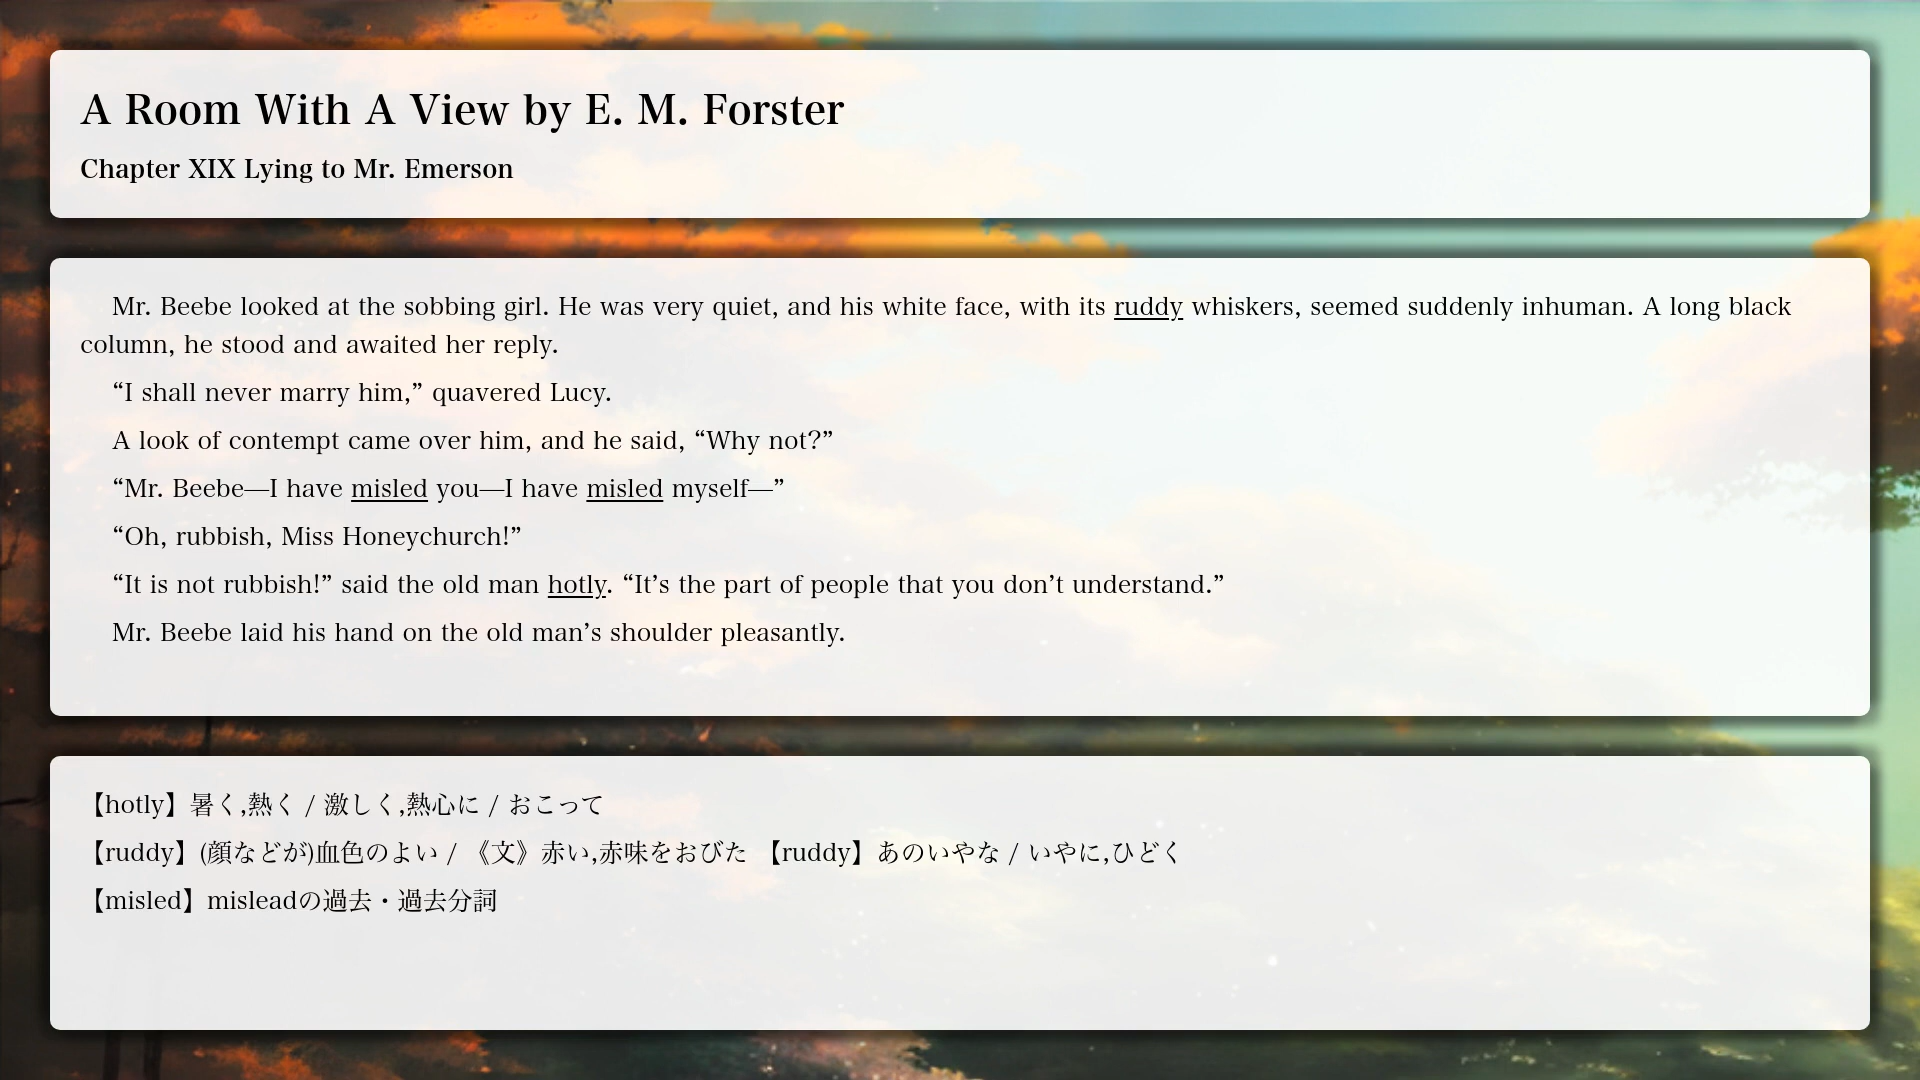 A Room With A View by E. M. Forster
Chapter XIX Lying to Mr. Emerson
Mr. Beebe looked at the sobbing girl. He was very quiet, and his white face, with its ruddy whiskers, seemed suddenly inhuman. A long black
column, he stood and awaited her reply.
“I shall never marry him,” quavered Lucy.
A look of contempt came over him, and he said, “Why not?”
“Mr. Beebe—I have misled you—I have misled myself—”
“Oh, rubbish, Miss Honeychurch!”
“It is not rubbish!” said the old man hotly. “It’s the part of people that you don’t understand.”
Mr. Beebe laid his hand on the old man’s shoulder pleasantly.
【hotly】暑く,熱く / 激しく,熱心に / おこって
【ruddy】(顔などが)血色のよい / 《文》赤い,赤味をおびた 【ruddy】あのいやな / いやに,ひどく
【misled】misleadの過去・過去分詞